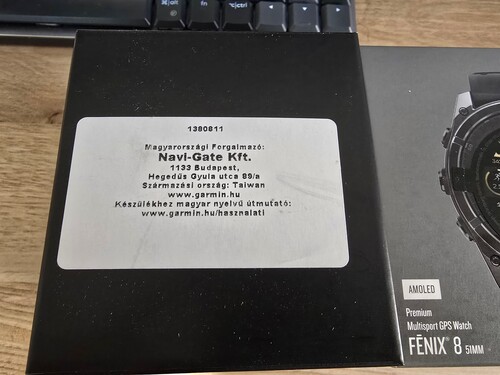 fn
1380811
Magyarországi Forgalmazó:
Navi-Gate Kft.
1133 Budapest,
Hegedűs Gyula utca 89/a
Származási ország: Taiwan
www.garmin.hu
Készülékhez magyar nyelvű útmutató:
www.garmin.hu/hasznalati
AMOLED
Premium
Multisport GPS Watch
FĒNIX® 8 51MM